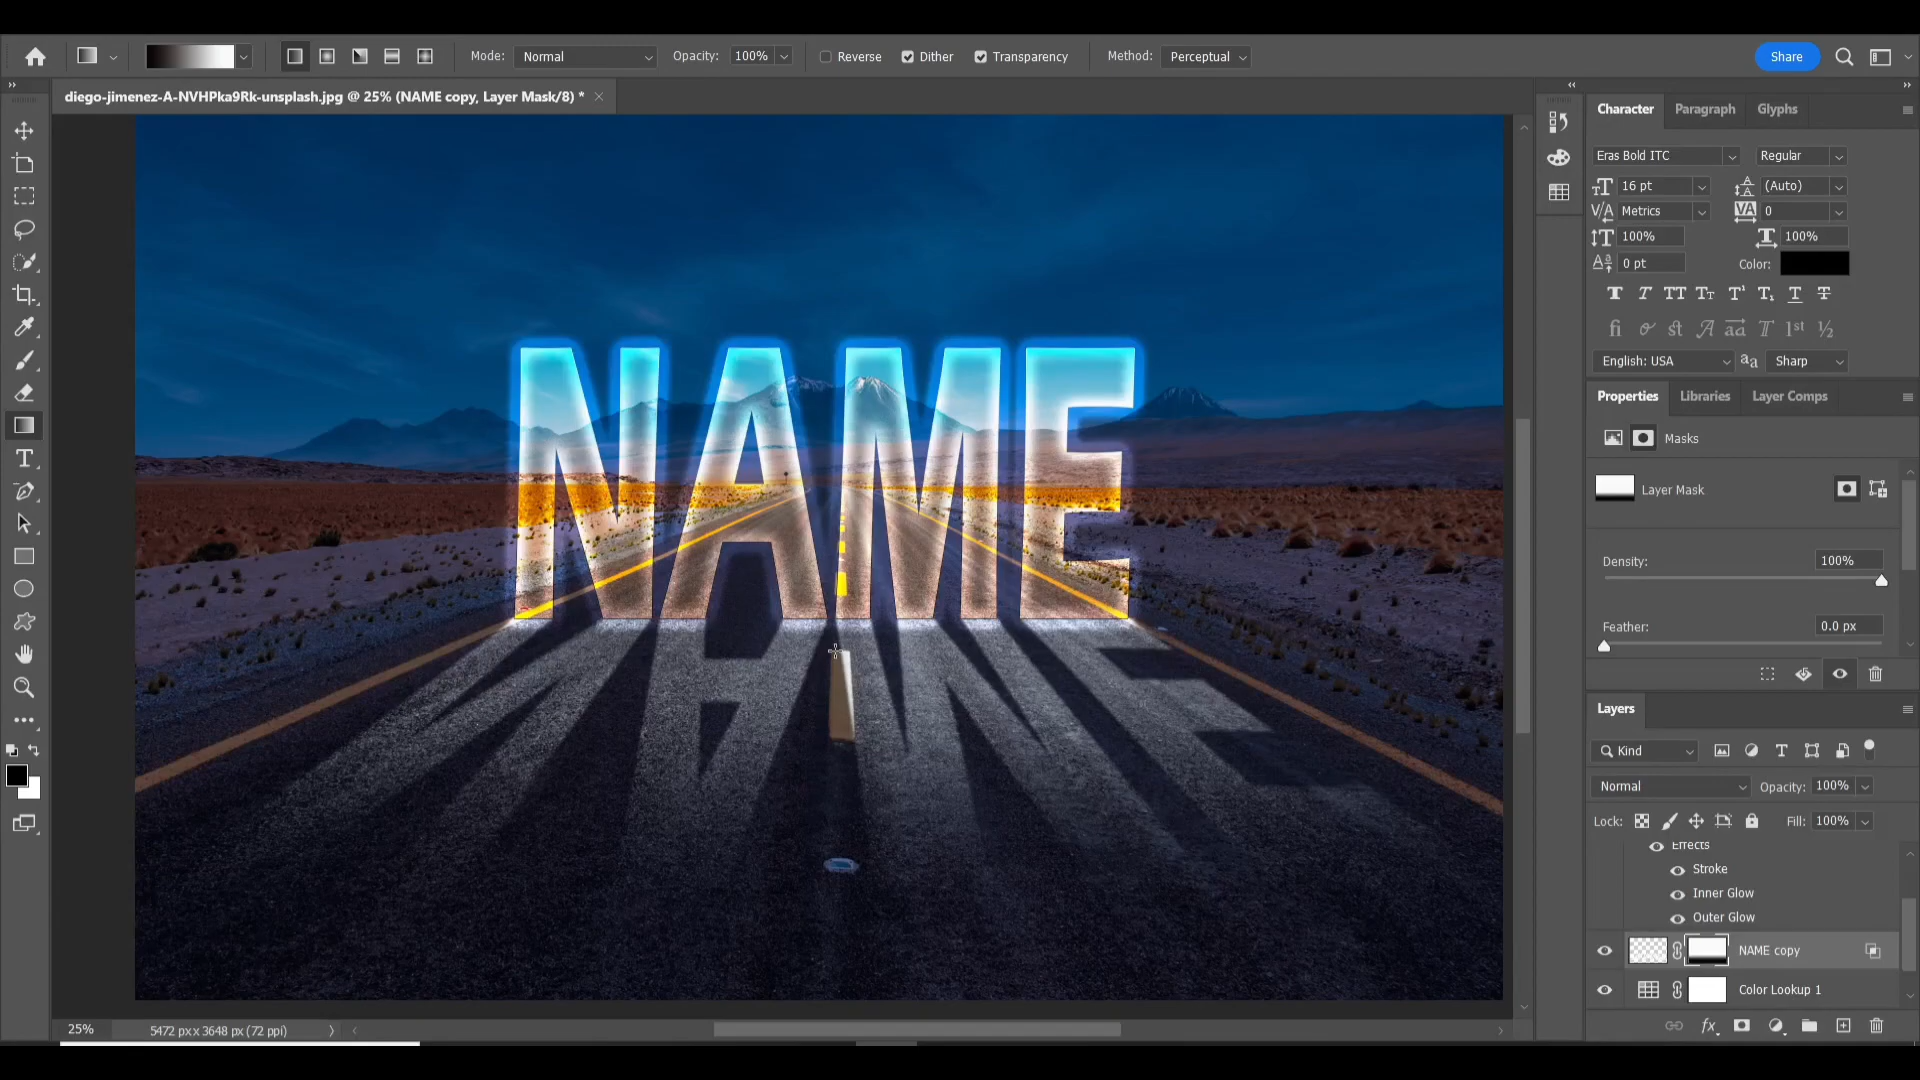 Mode: Normal Opacity: 100% Reverse Dither Transparency Method: Perceptual Share
diego-jimenez-A-NVHPka9Rk-unsplash.jpg @ 25% (NAME copy, Layer Mask/8) *
NAME
25% 5472 px x 3648 px (72 ppi)
Character Paragraph Glyphs
Eras Bold ITC Regular
16 pt (Auto)
Metrics 0
100% 100%
0 pt Color:
English: USA Sharp
Properties Libraries Layer Comps
Masks
Layer Mask
Density: 100%
Feather: 0.0 px
Layers
Kind
Normal Opacity: 100%
Lock: Fill: 100%
Effects
Stroke
Inner Glow
Outer Glow
NAME copy
Color Lookup 1